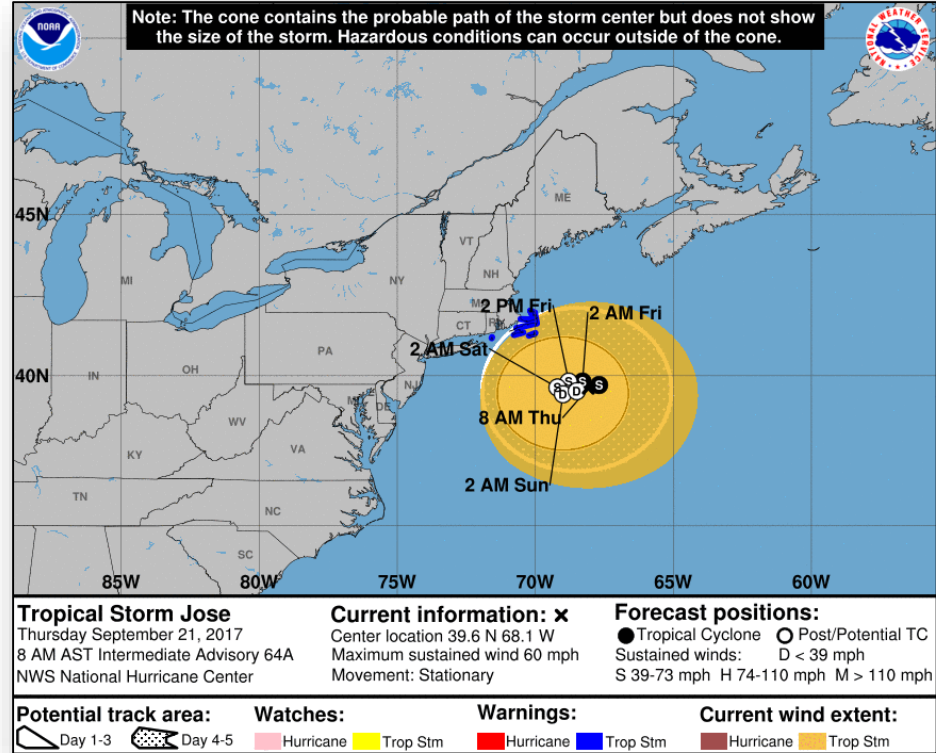 Note: The cone contains the probable path of the storm center but does not show
the size of the storm. Hazardous conditions can occur outside of the cone.
NOAA
NATIONAL WEATHER SERVICE
45N
40N
ME
VT
NH
NY
MI
CT
PA
NJ
OH
IN
WV
VA
KY
TN
NC
SC
2 PM Fri
2 AM Fri
2 AM Sat
8 AM Thu
2 AM Sun
S
S
S
S
D
D
85W 80W 75W 70W 65W 60W
Tropical Storm Jose
Thursday September 21, 2017
8 AM AST Intermediate Advisory 64A
NWS National Hurricane Center
Current information: x
Center location 39.6 N 68.1 W
Maximum sustained wind 60 mph
Movement: Stationary
Forecast positions:
Tropical Cyclone Post/Potential TC
Sustained winds: D < 39 mph
S 39-73 mph H 74-110 mph M > 110 mph
Potential track area:
Day 1-3 Day 4-5
Watches:
Hurricane Trop Stm
Warnings:
Hurricane Trop Stm
Current wind extent:
Hurricane Trop Stm